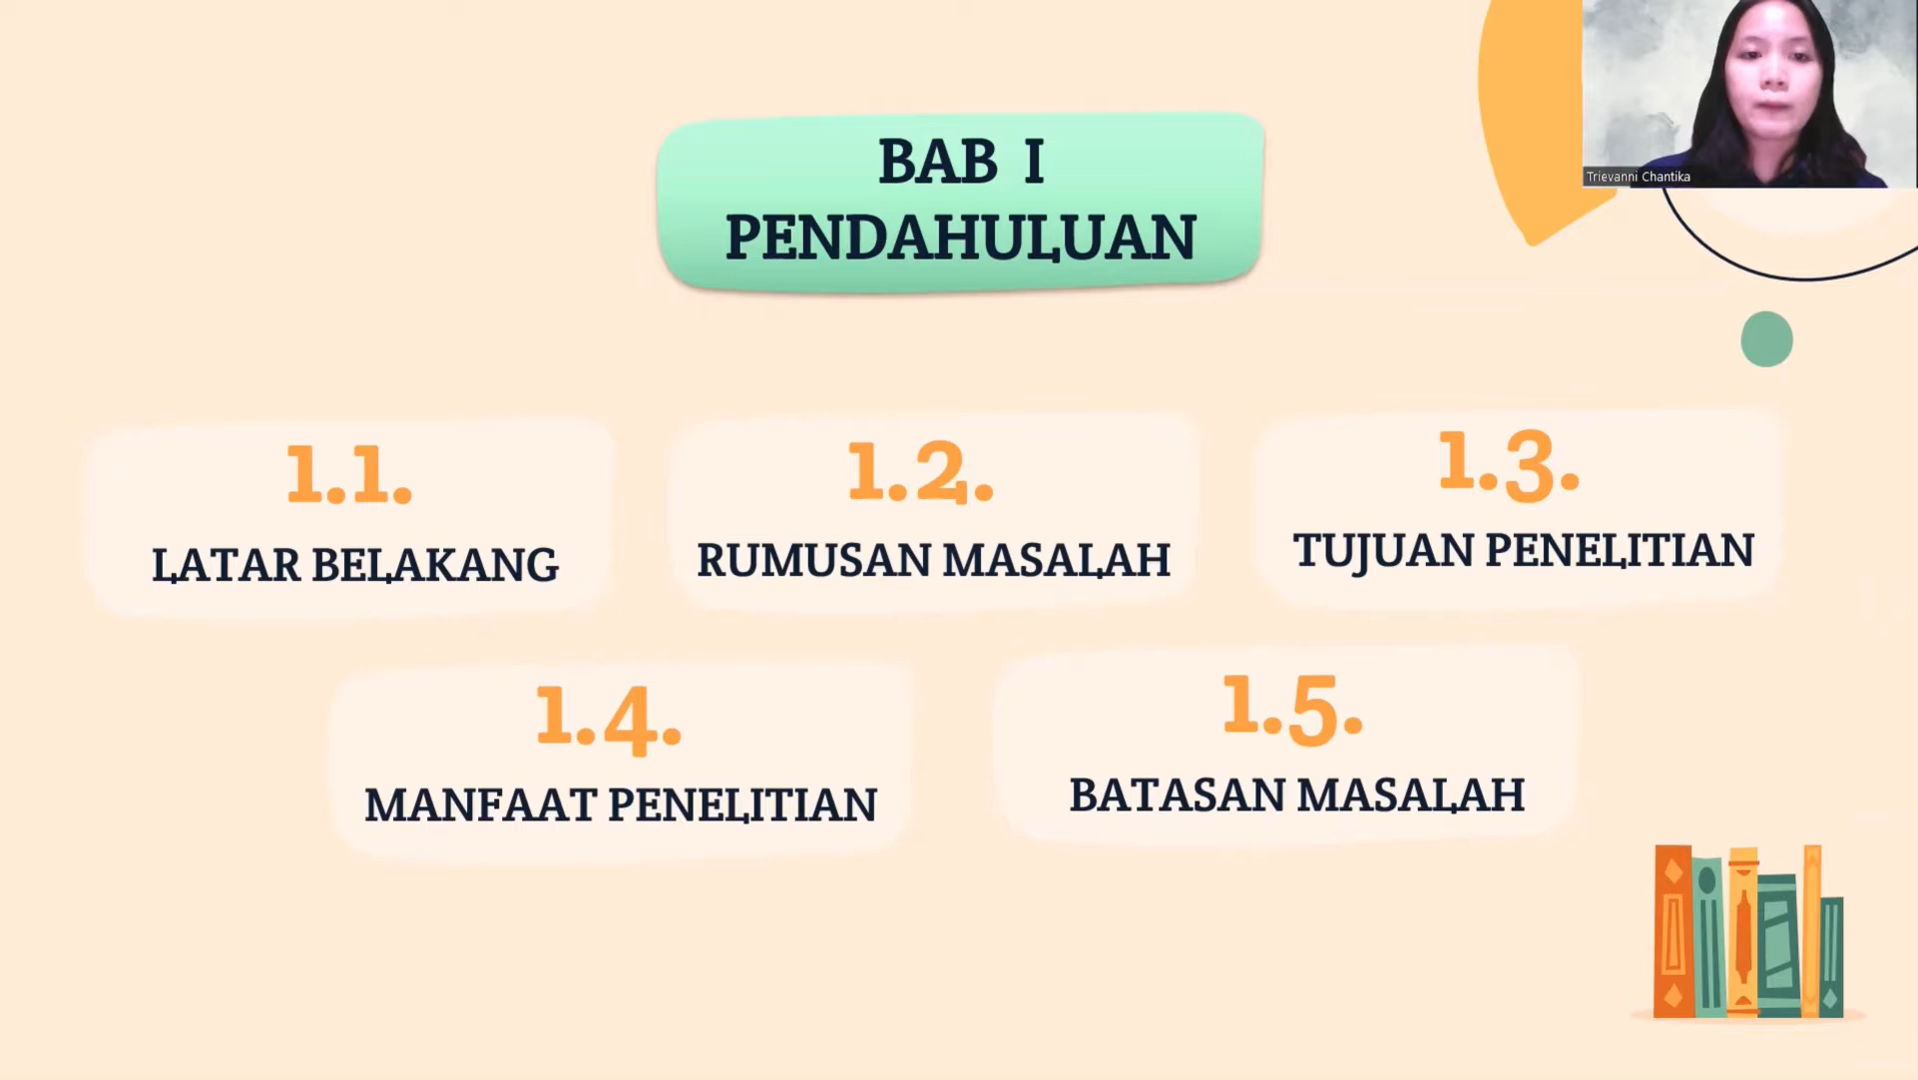 BAB I
PENDAHULUAN
Trievanni Chantika
1.1.
LATAR BELAKANG
1.2.
RUMUSAN MASALAH
1.3.
TUJUAN PENELITIAN
1.4.
MANFAAT PENELITIAN
1.5.
BATASAN MASALAH